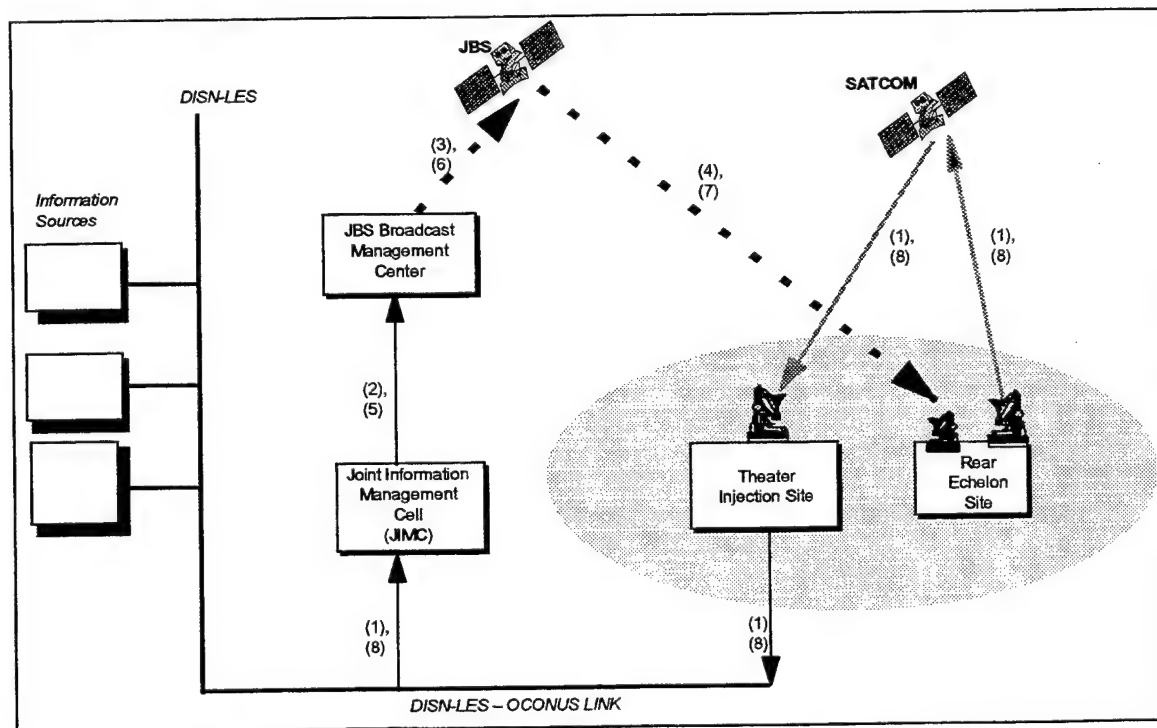 JBS
SATCOM
DISN-LES
(3),
(6)
(4),
(7)
Information
Sources
JBS Broadcast
Management
Center
(1),
(8)
(1),
(8)
(2),
(5)
Joint Information
Management
Cell
(JIMC)
Theater
Injection Site
Rear
Echelon
Site
(1),
(8)
(1)
(8)
DISN-LES – OCONUS LINK